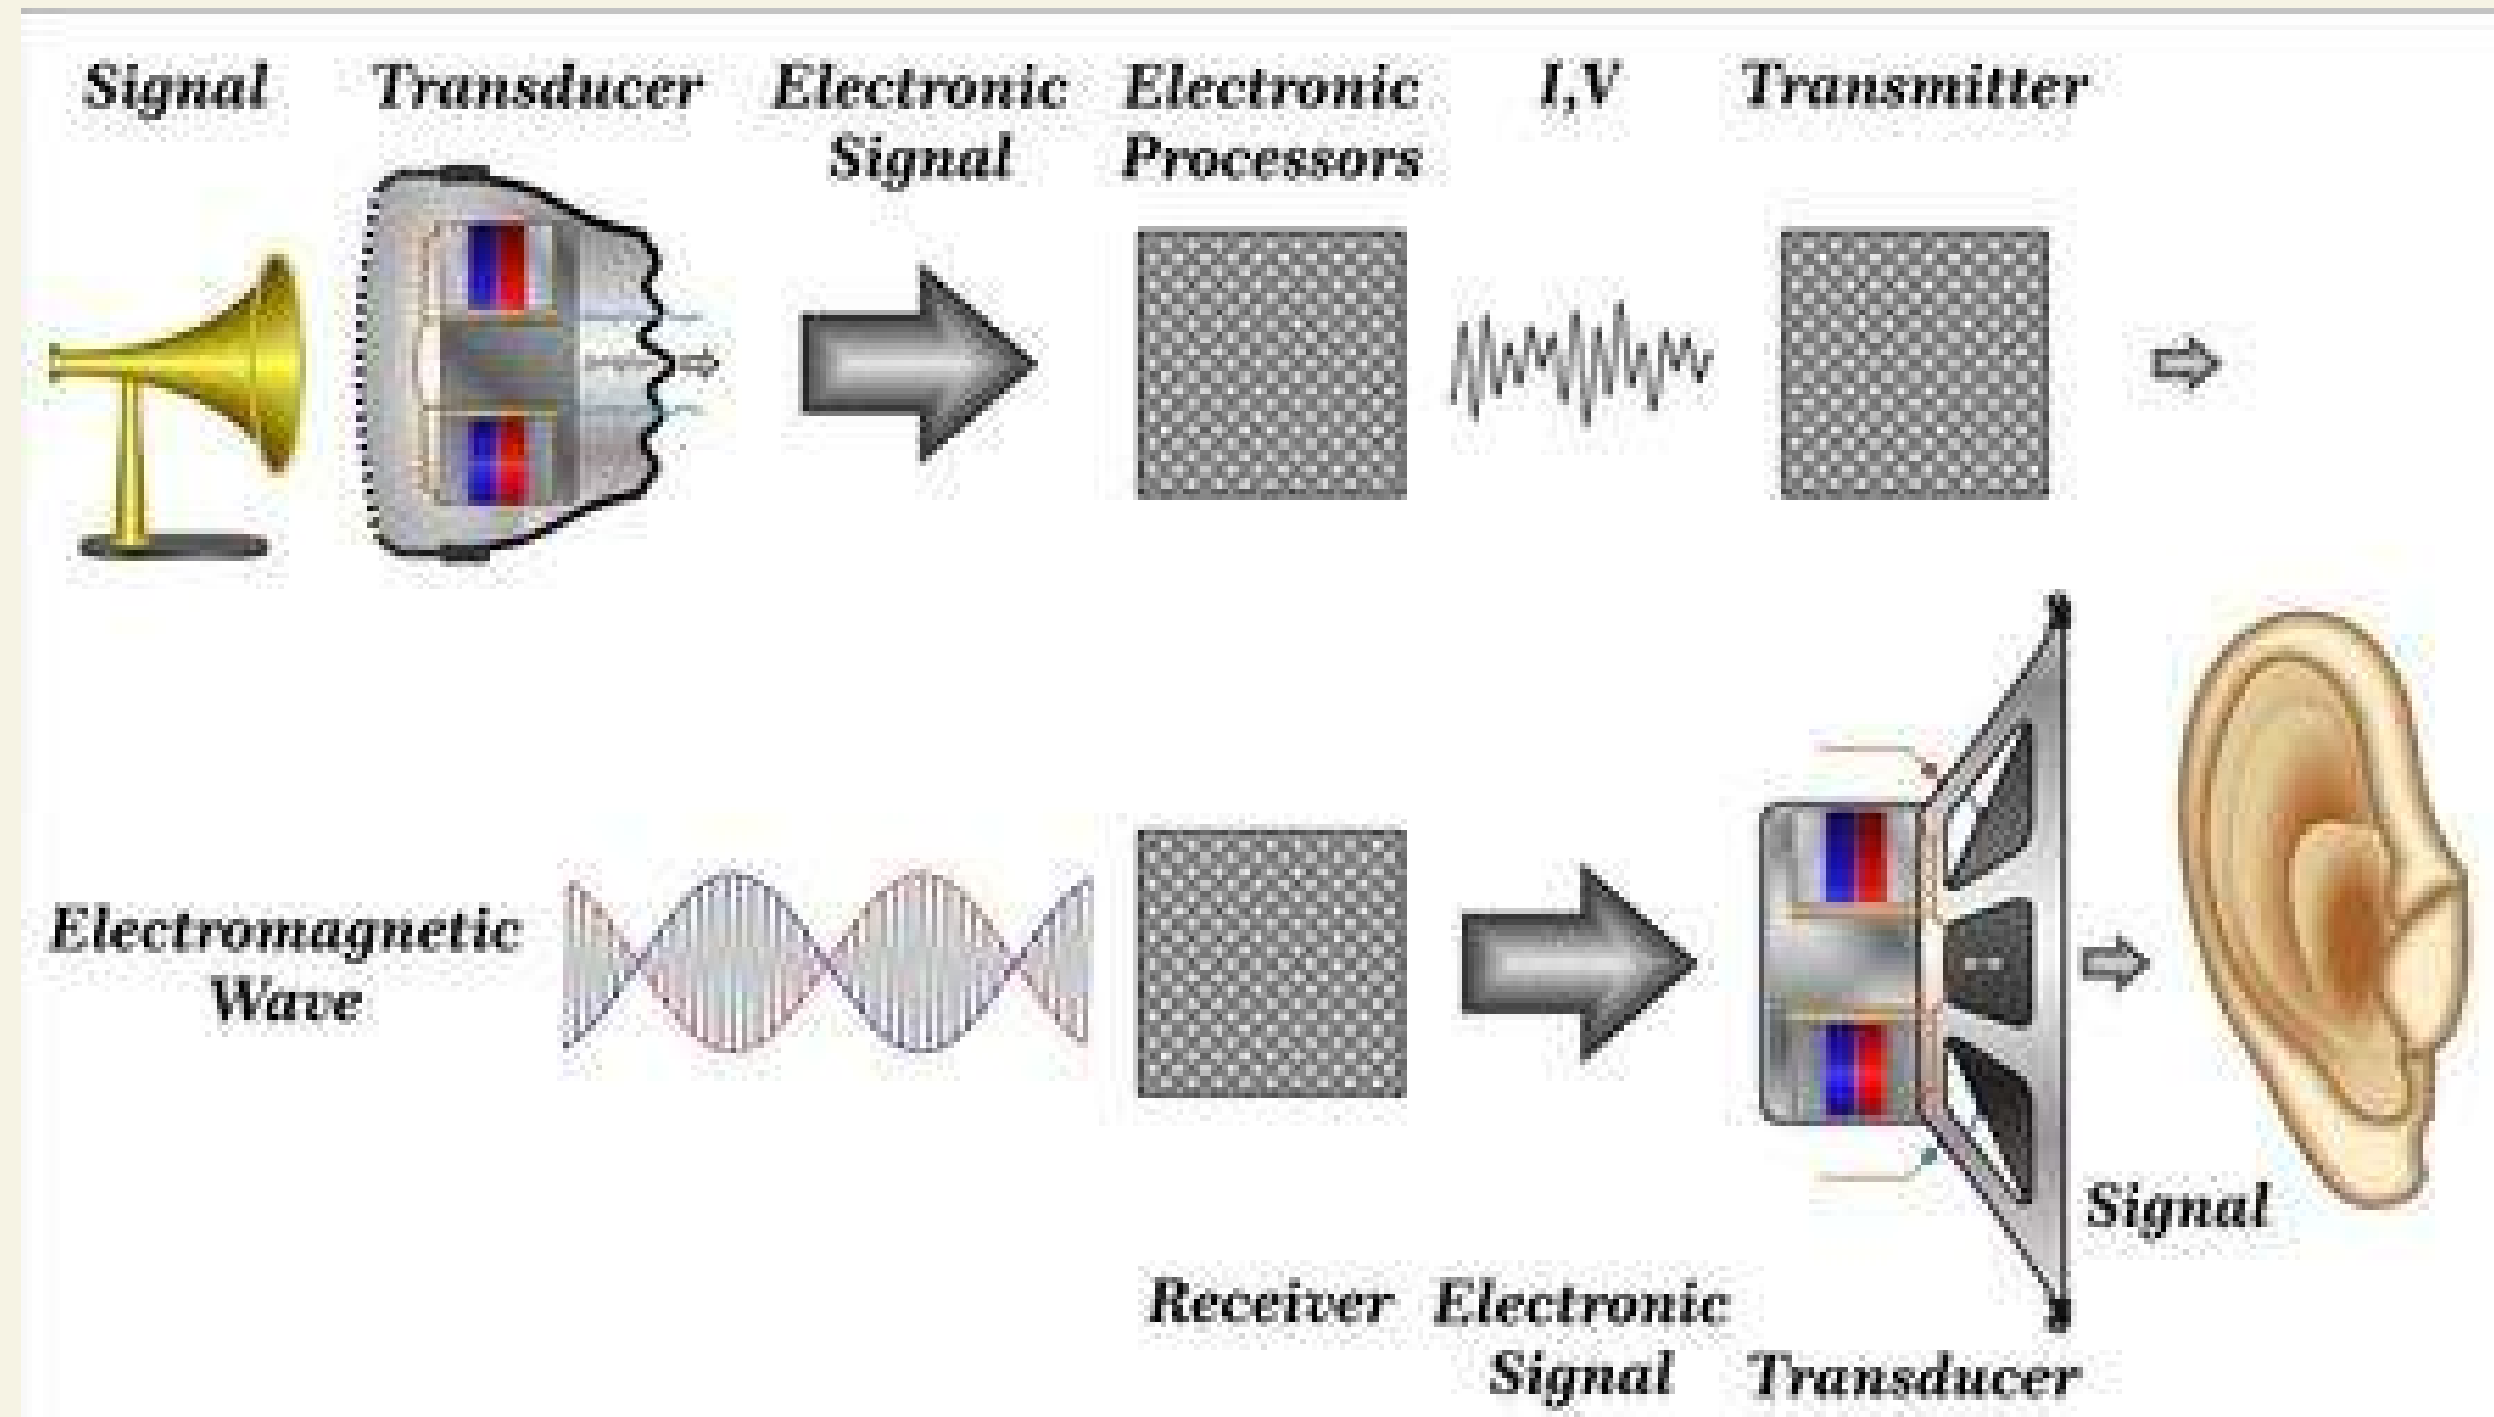 Signal
Transducer
Electronic
Signal
Electronic
Processors
I,V
Transmitter
Electromagnetic
Wave
Signal
Receiver
Electronic
Signal
Transducer